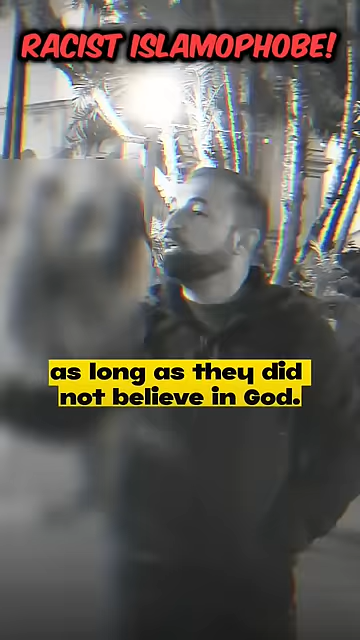 RACIST ISLAMOPHOBE!
as long as they did
not believe in God.